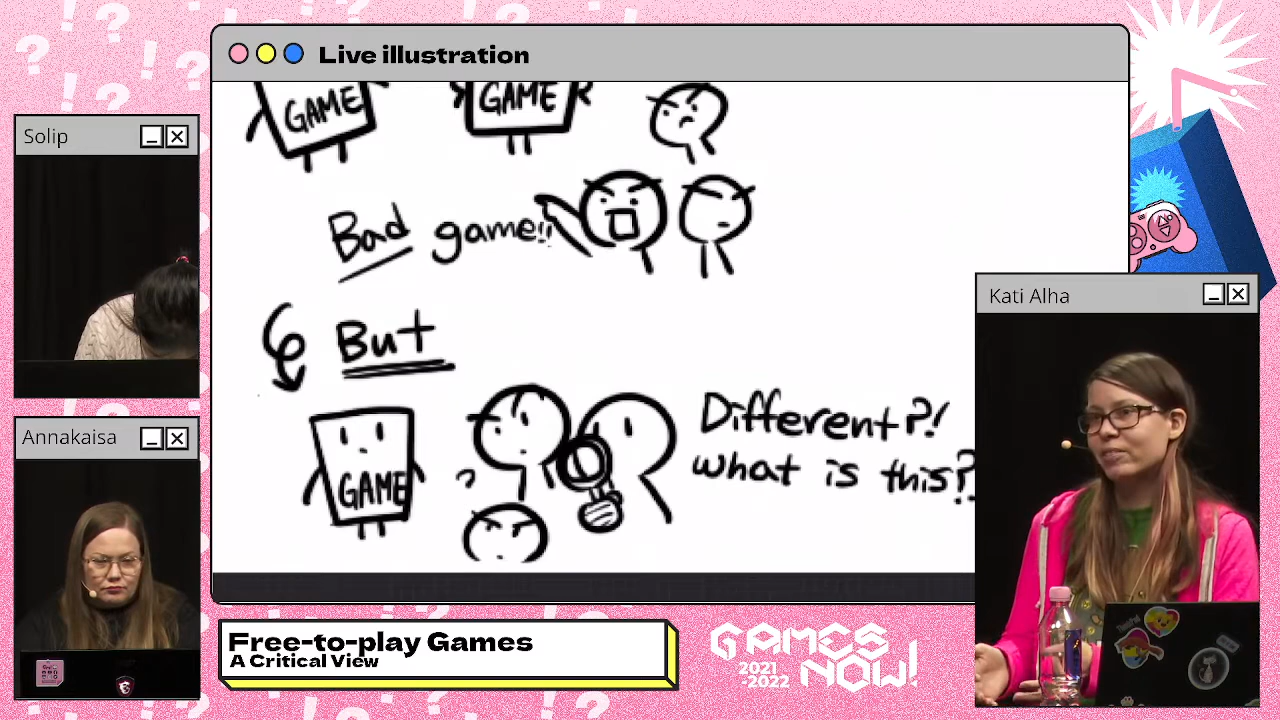 Live illustration
Solip
GAME
GAME
Bad game!!
But
Kati Alha
GAME
?
Different?!
what is this?
Annakaisa
Free-to-play Games
A Critical View
GAMES
2021
-2022
NOW!